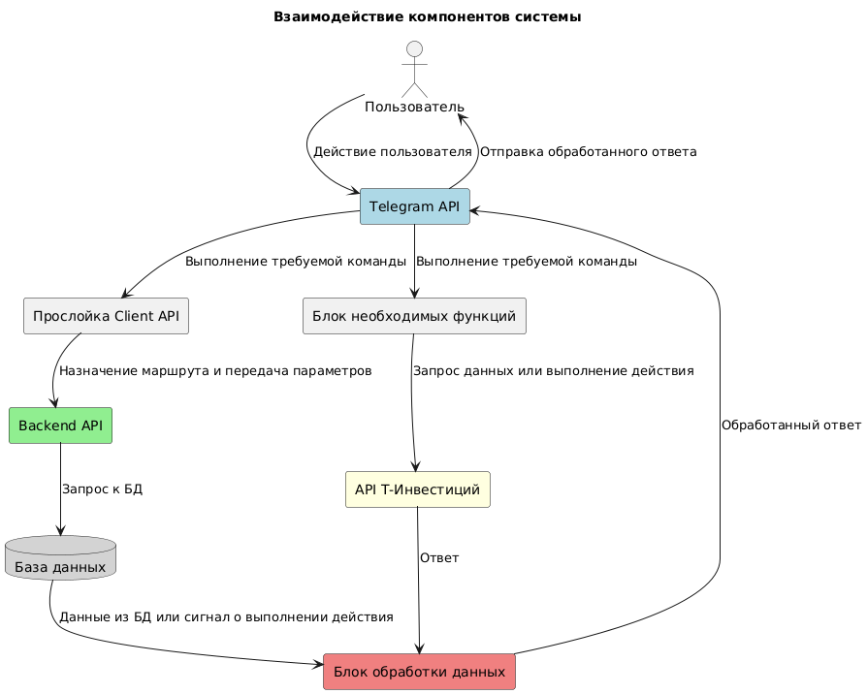 Взаимодействие компонентов системы
Пользователь
Действие пользователя
Отправка обработанного ответа
Telegram API
Выполнение требуемой команды
Выполнение требуемой команды
Прослойка Client API
Блок необходимых функций
Назначение маршрута и передача параметров
Запрос данных или выполнение действия
Backend API
Обработанный ответ
Запрос к БД
API Т-Инвестиций
База данных
Ответ
Данные из БД или сигнал о выполнении действия
Блок обработки данных